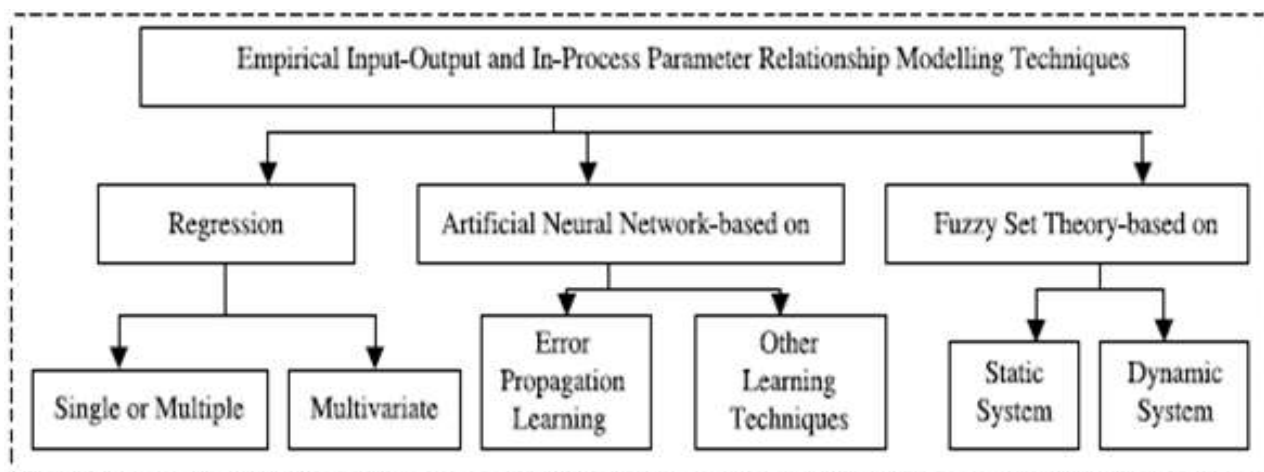 Empirical Input-Output and In-Process Parameter Relationship Modelling Techniques
Regression
Artificial Neural Network-based on
Fuzzy Set Theory-based on
Single or Multiple
Multivariate
Error
Propagation
Learning
Other
Learning
Techniques
Static
System
Dynamic
System